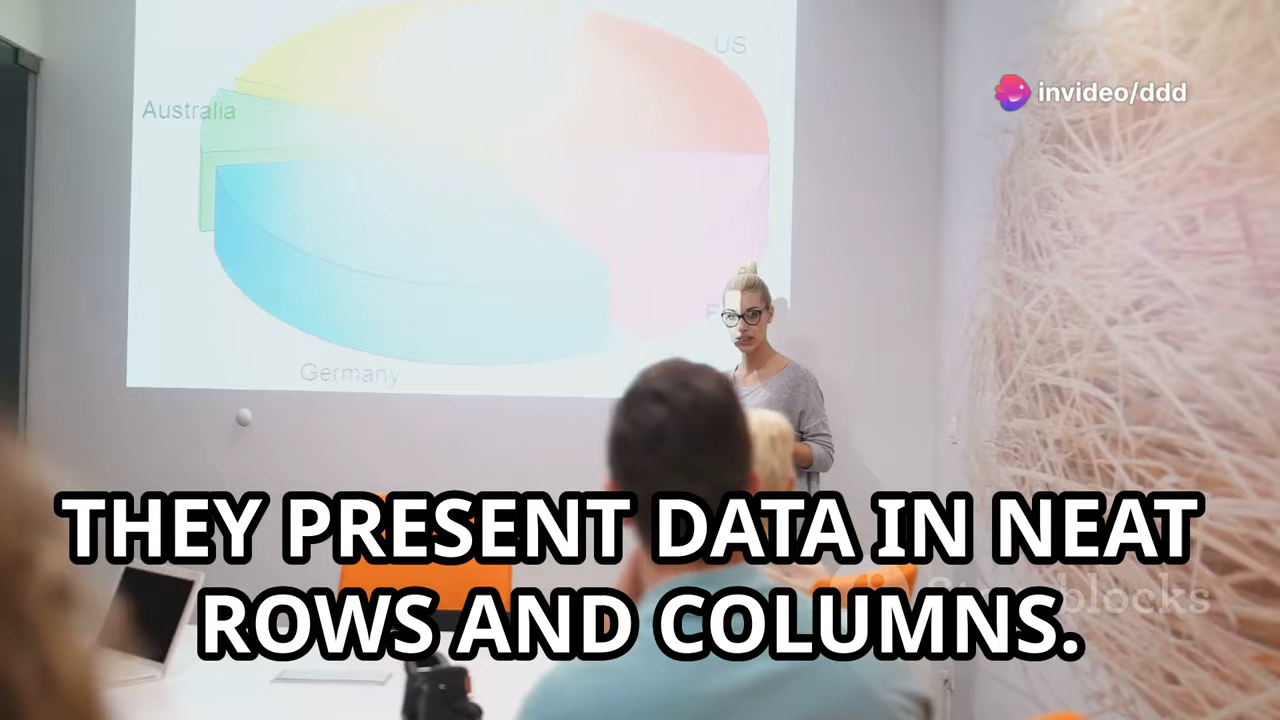 US
invideo/ddd
Australia
Germany
THEY PRESENT DATA IN NEAT
ROWS AND COLUMNS.